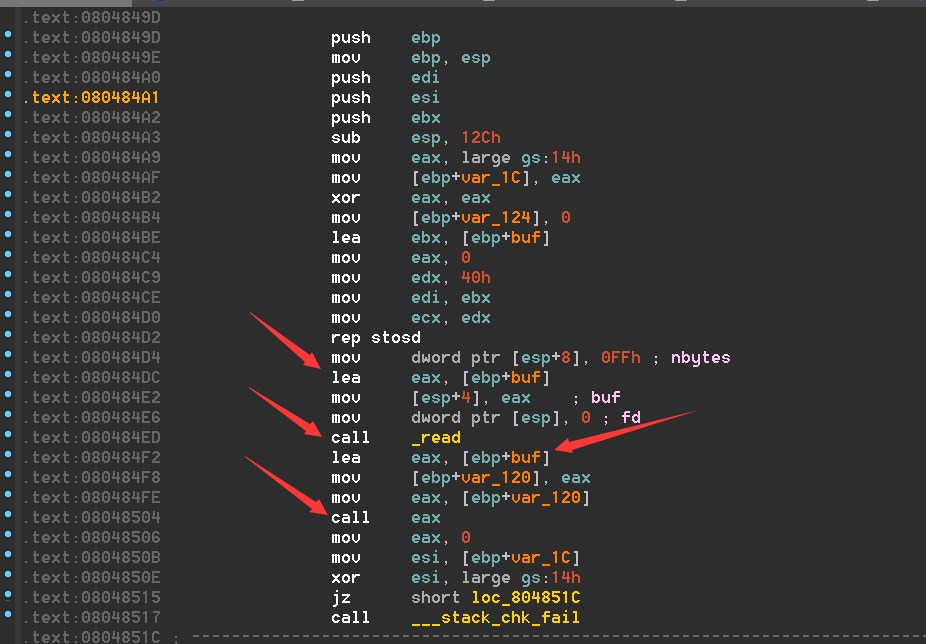 .text:0804849D
.text:0804849D push ebp
.text:0804849E mov ebp, esp
.text:080484A0 push edi
.text:080484A1 push esi
.text:080484A2 push ebx
.text:080484A3 sub esp, 12Ch
.text:080484A9 mov eax, large gs:14h
.text:080484AF mov [ebp+var_1C], eax
.text:080484B2 xor eax, eax
.text:080484B4 mov [ebp+var_124], 0
.text:080484BE lea ebx, [ebp+buf]
.text:080484C4 mov eax, 0
.text:080484C9 mov edx, 40h
.text:080484CE mov edi, ebx
.text:080484D0 mov ecx, edx
.text:080484D2 rep stosd
.text:080484D4 mov dword ptr [esp+8], 0FFh ; nbytes
.text:080484DC lea eax, [ebp+buf]
.text:080484E2 mov [esp+4], eax ; buf
.text:080484E6 mov dword ptr [esp], 0 ; fd
.text:080484ED call _read
.text:080484F2 lea eax, [ebp+buf]
.text:080484F8 mov [ebp+var_120], eax
.text:080484FE mov eax, [ebp+var_120]
.text:08048504 call eax
.text:08048506 mov eax, 0
.text:0804850B mov esi, [ebp+var_1C]
.text:0804850E xor esi, large gs:14h
.text:08048515 jz short loc_804851C
.text:08048517 call ___stack_chk_fail
.text:0804851C ; ---------------------------------------------------------------------------